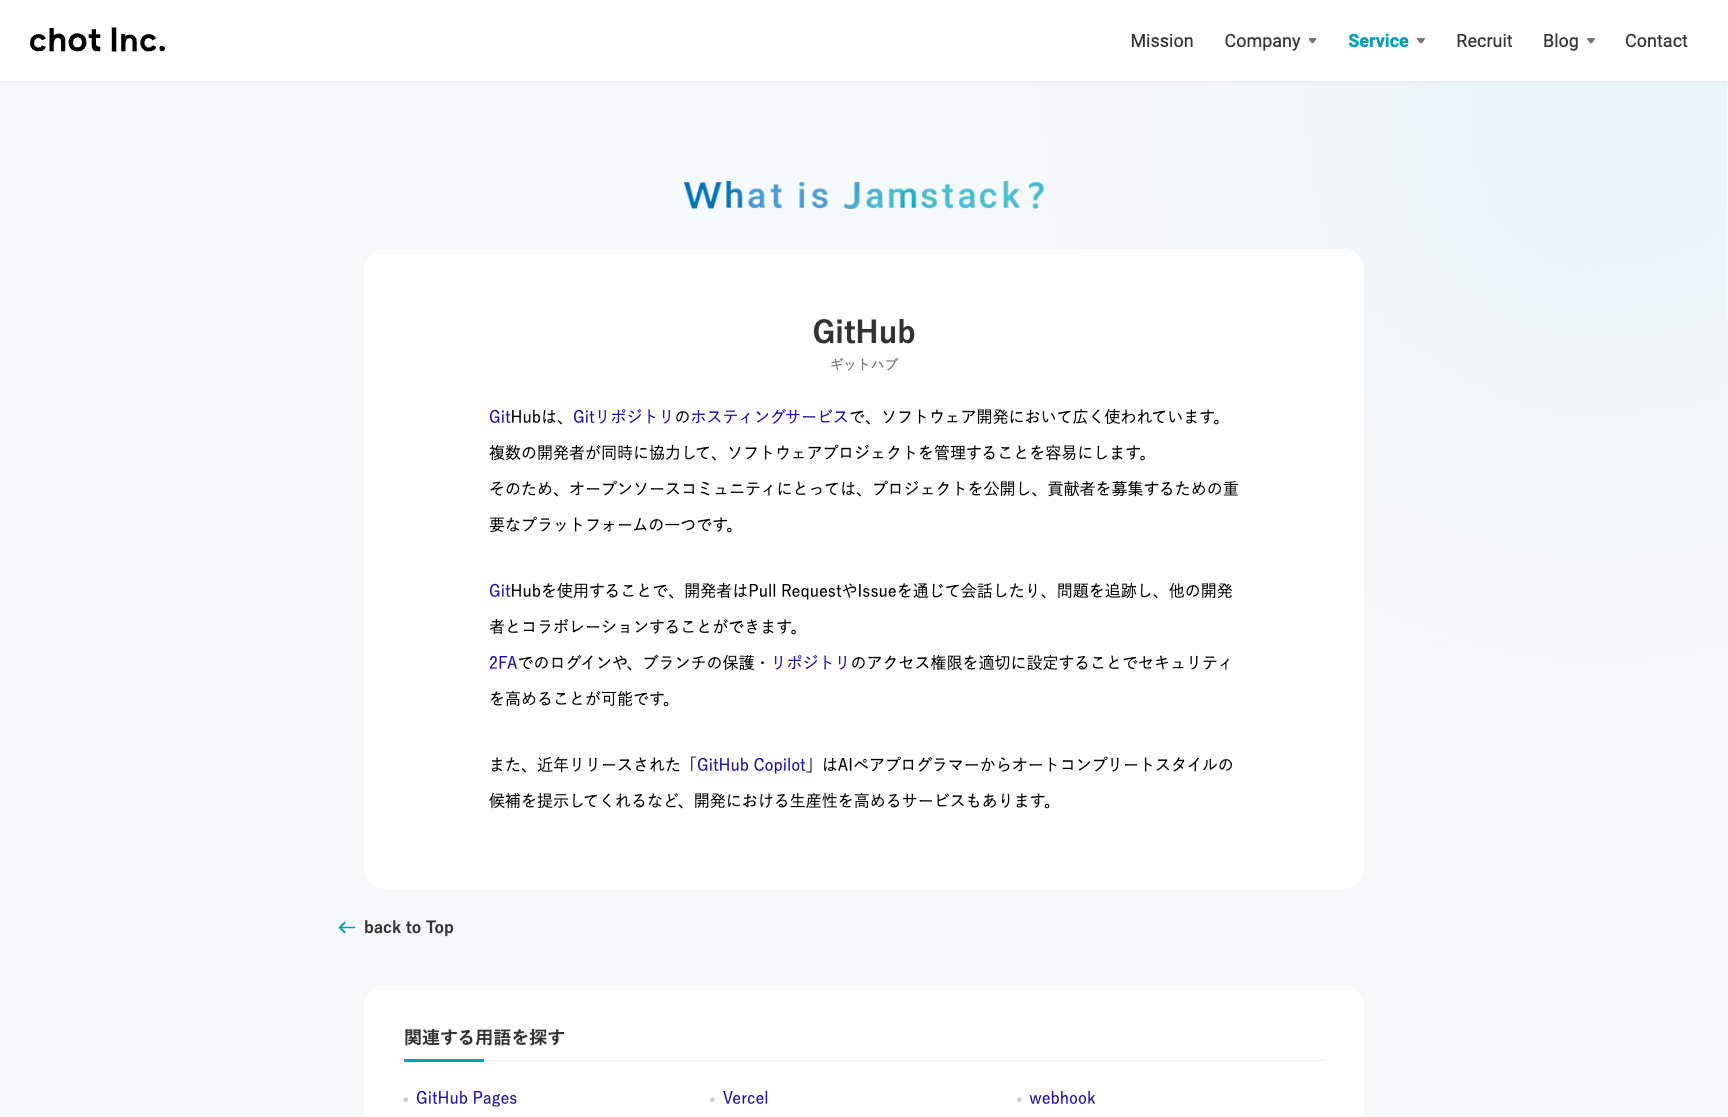 chot Inc.
Mission Company Service Recruit Blog Contact
What is Jamstack?
GitHub
ギットハブ
GitHubは、Gitリポジトリのホスティングサービスで、ソフトウェア開発において広く使われています。
複数の開発者が同時に協力して、ソフトウェアプロジェクトを管理することを容易にします。
そのため、オープンソースコミュニティにとっては、プロジェクトを公開し、貢献者を募集するための重
要なプラットフォームの一つです。
GitHubを使用することで、開発者はPull RequestやIssueを通じて会話したり、問題を追跡し、他の開発
者とコラボレーションすることができます。
2FAでのログインや、ブランチの保護・リポジトリのアクセス権限を適切に設定することでセキュリティ
を高めることが可能です。
また、近年リリースされた「GitHub Copilot」はAIペアプログラマーからオートコンプリートスタイルの
候補を提示してくれるなど、開発における生産性を高めるサービスもあります。
back to Top
関連する用語を探す
GitHub Pages Vercel webhook